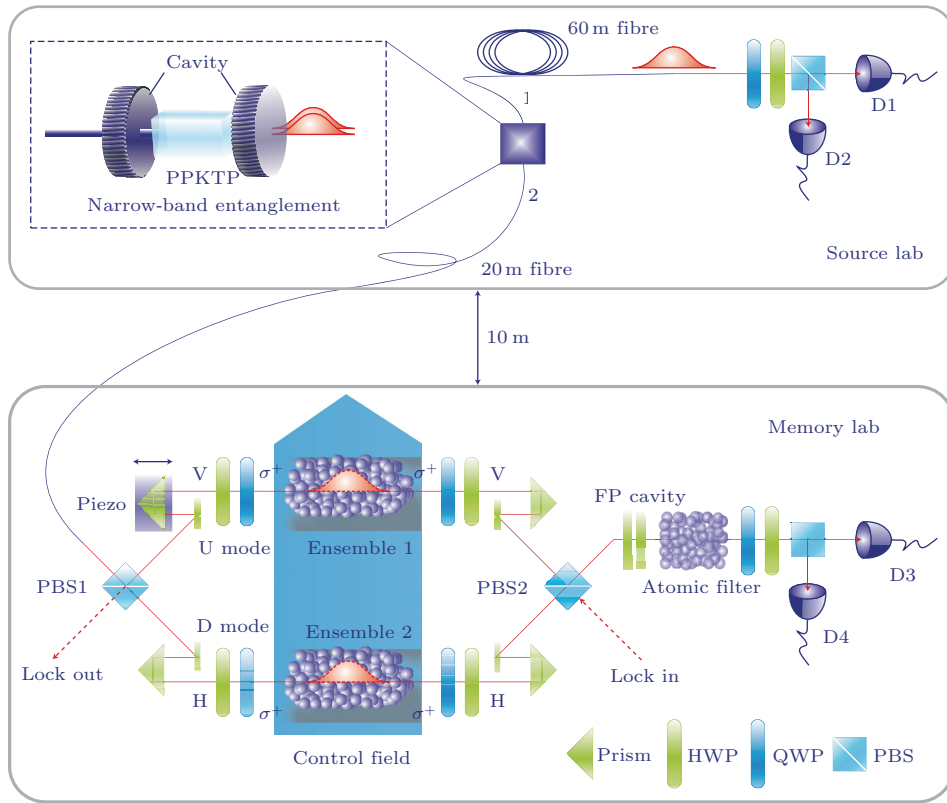 60 m fibre
Cavity
1
D1
D2
PPKTP
Narrow-band entanglement
2
Source lab
20 m fibre
10 m
Memory lab
V
σ+
σ+
V
Piezo
FP cavity
U mode
Ensemble 1
D3
PBS1
PBS2
Atomic filter
D mode
Ensemble 2
D4
Lock out
Lock in
H
σ+
σ+
H
Control field
Prism
HWP
QWP
PBS